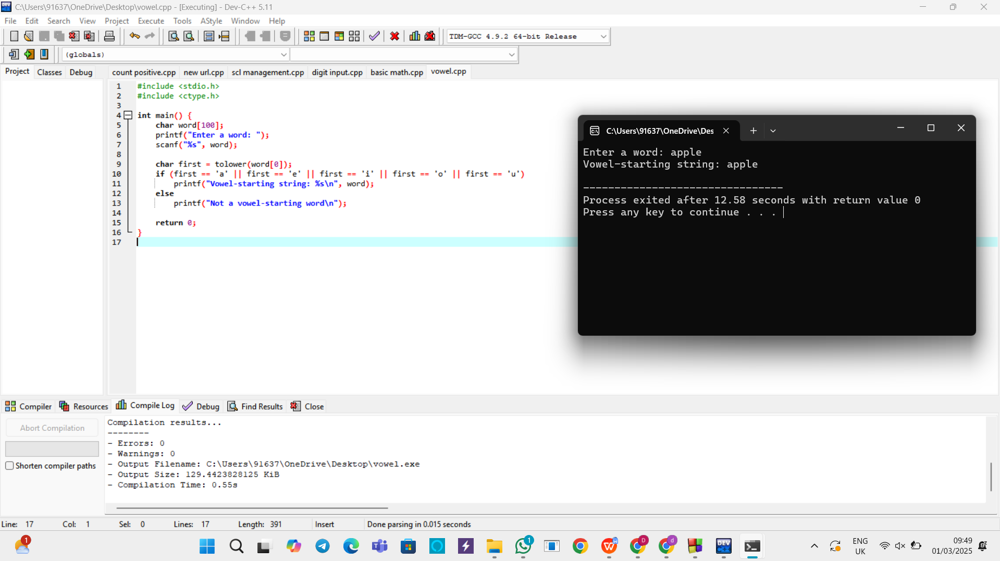 C:\Users\91637\OneDrive\Desktop\vowel.cpp - [Executing] - Dev-C++ 5.11
File Edit Search View Project Execute Tools AStyle Window Help
TDM-GCC 4.9.2 64-bit Release
(globals)
Project Classes Debug
count positive.cpp new url.cpp scl management.cpp digit input.cpp basic math.cpp vowel.cpp
1 #include <stdio.h>
2 #include <ctype.h>
3
4 int main() {
5 char word[100];
6 printf("Enter a word: ");
7 scanf("%s", word);
8
9 char first = tolower(word[0]);
10 if (first == 'a' || first == 'e' || first == 'i' || first == 'o' || first == 'u')
11 printf("Vowel-starting string: %s\n", word);
12 else
13 printf("Not a vowel-starting word\n");
14
15 return 0;
16 }
17
C:\Users\91637\OneDrive\Des
Enter a word: apple
Vowel-starting string: apple
--------------------------------
Process exited after 12.58 seconds with return value 0
Press any key to continue . . .
Compiler Resources Compile Log Debug Find Results Close
Abort Compilation
Shorten compiler paths
Compilation results...
--------
- Errors: 0
- Warnings: 0
- Output Filename: C:\Users\91637\OneDrive\Desktop\vowel.exe
- Output Size: 129.4423828125 KiB
- Compilation Time: 0.55s
Line: 17 Col: 1 Sel: 0 Lines: 17 Length: 391 Insert Done parsing in 0.015 seconds
1
1
D
d
DEV
ENG
UK
09:49
01/03/2025